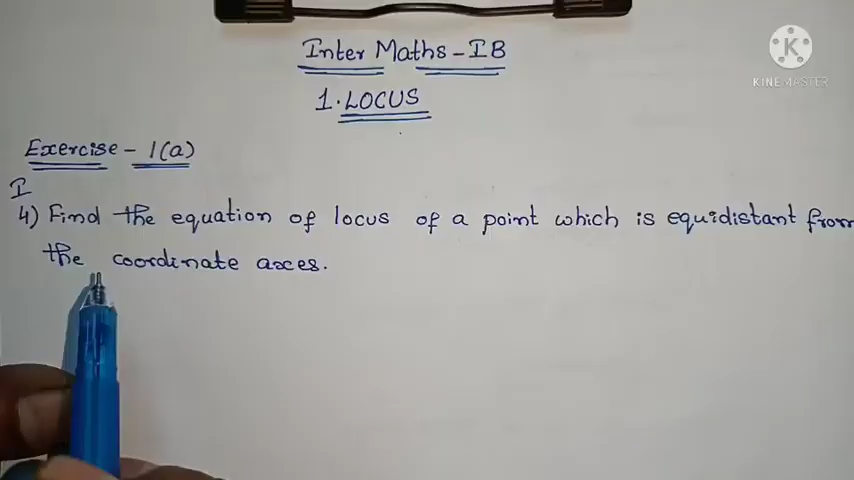 Inter Maths - IB
1. LOCUS
K
KINEMASTER
Exercise - 1(a)
I
4) Find the equation of locus of a point which is equidistant from
the coordinate axes.